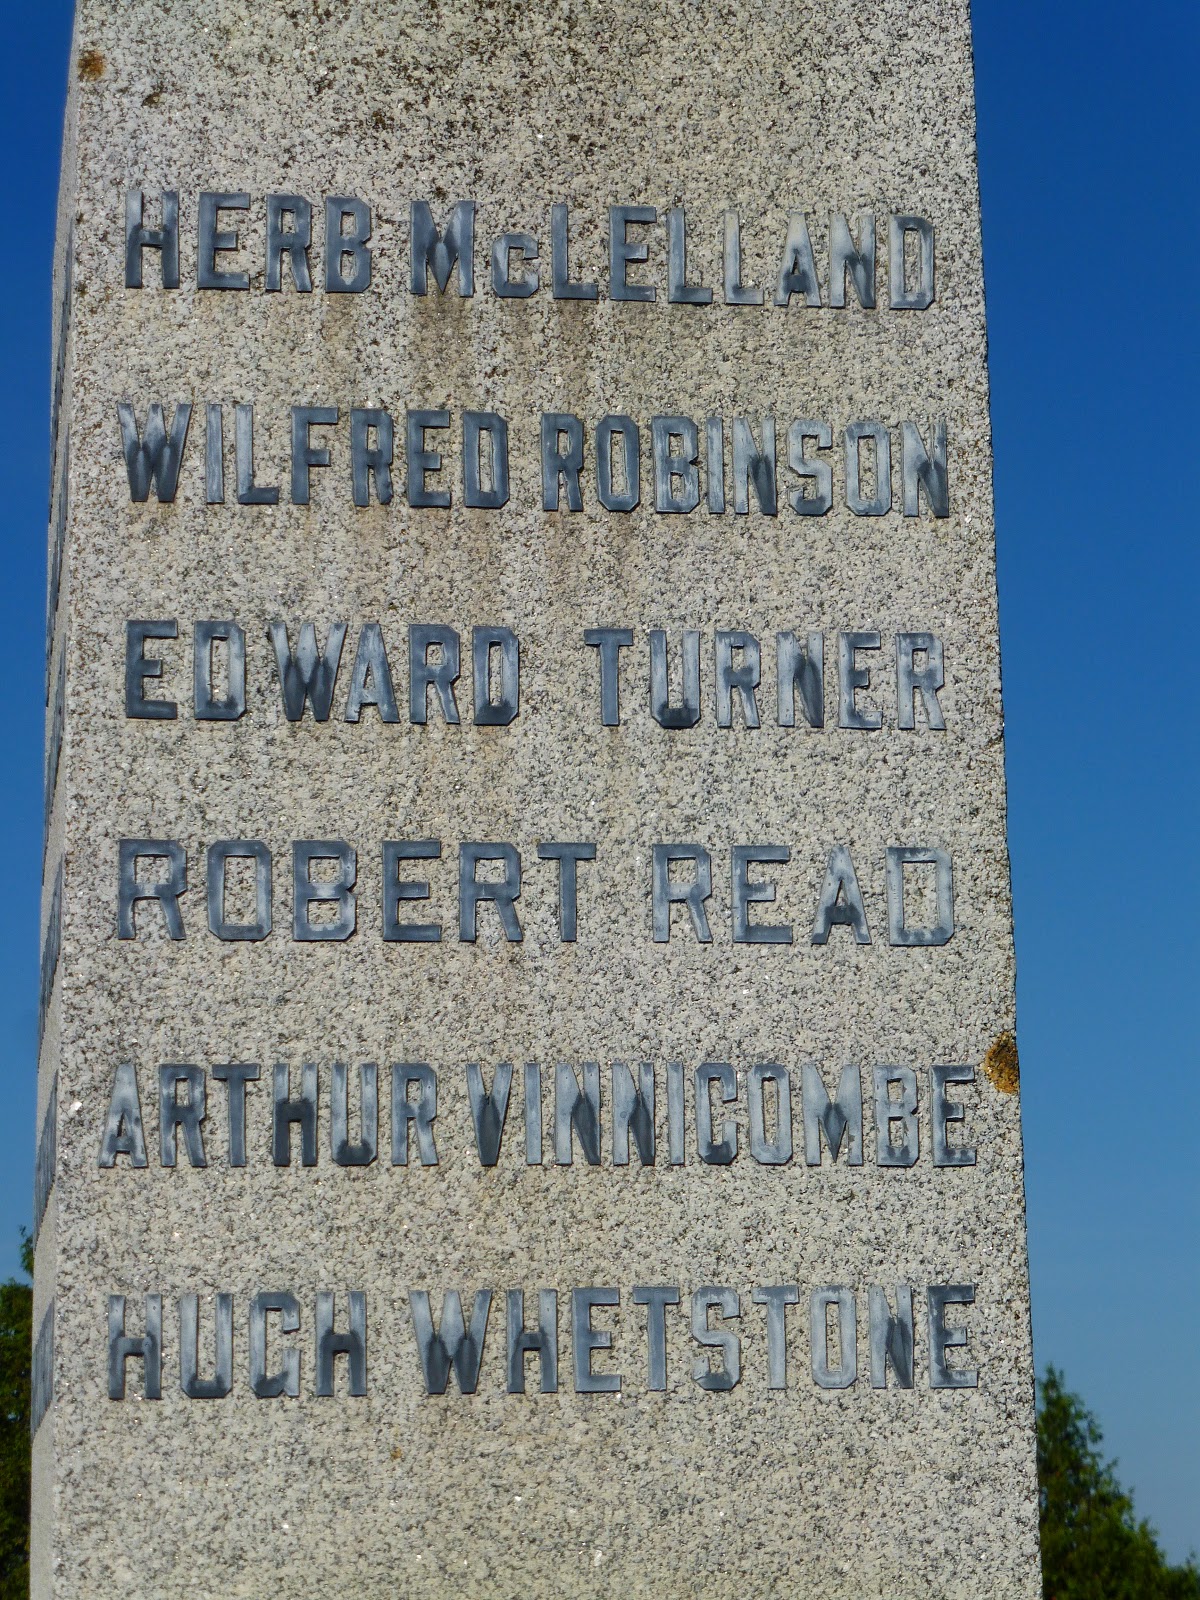 HERB McLELLAND
WILFRED ROBINSON
EDWARD TURNER
ROBERT READ
ARTHUR VINNICOMBE
HUGH WHETSTONE